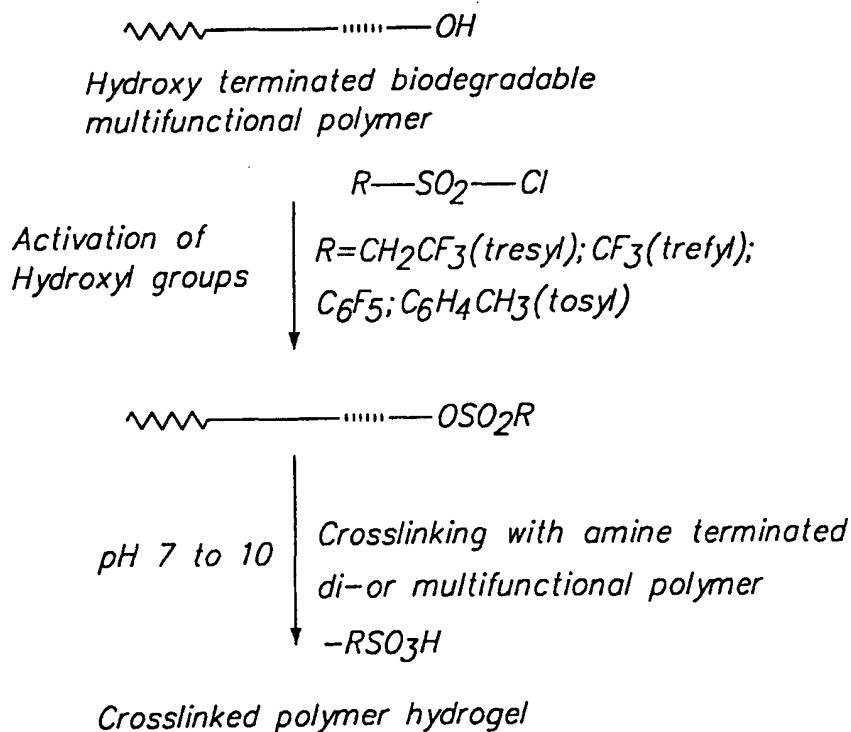 OH
Hydroxy terminated biodegradable
multifunctional polymer
R—SO2—Cl
Activation of
Hydroxyl groups
R=CH2CF3(tresyl); CF3(trefyl);
C6F5; C6H4CH3(tosyl)
OSO2R
pH 7 to 10
Crosslinking with amine terminated
di-or multifunctional polymer
-RSO3H
Crosslinked polymer hydrogel